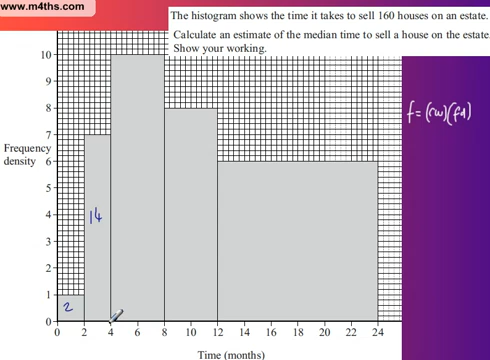 www.m4ths.com
The histogram shows the time it takes to sell 160 houses on an estate.
Calculate an estimate of the median time to sell a house on the estate.
Show your working.
10
9
8
7
Frequency
density 6
5
4
3
2
1
0
14
2
f=(cw)(fd)
0 2 4 6 8 10 12 14 16 18 20 22 24
Time (months)